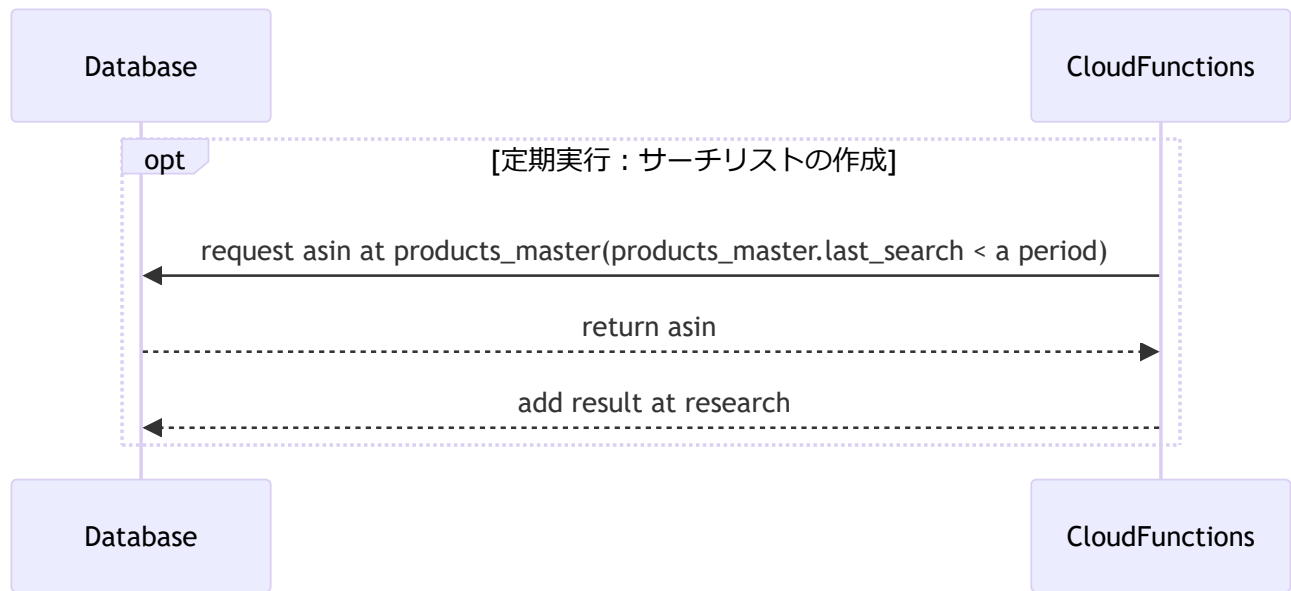 Database
CloudFunctions
opt
[定期実行：サーチリストの作成]
request asin at products_master(products_master.last_search < a period)
return asin
add result at research
Database
CloudFunctions